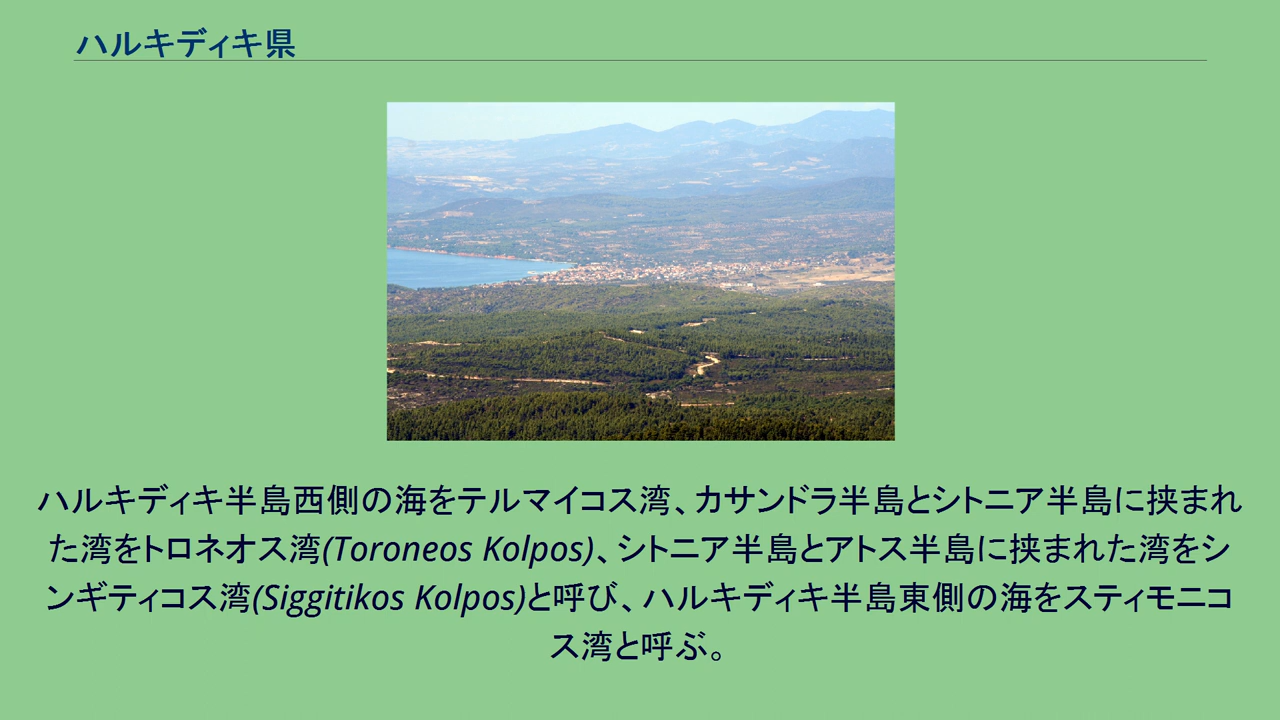 ハルキディキ県
ハルキディキ半島西側の海をテルマイコス湾、カサンドラ半島とシトニア半島に挟まれ
た湾をトロネオス湾(Toroneos Kolpos)、シトニア半島とアトス半島に挟まれた湾をシ
ンギティコス湾(Siggitikos Kolpos)と呼び、ハルキディキ半島東側の海をスティモニコ
ス湾と呼ぶ。